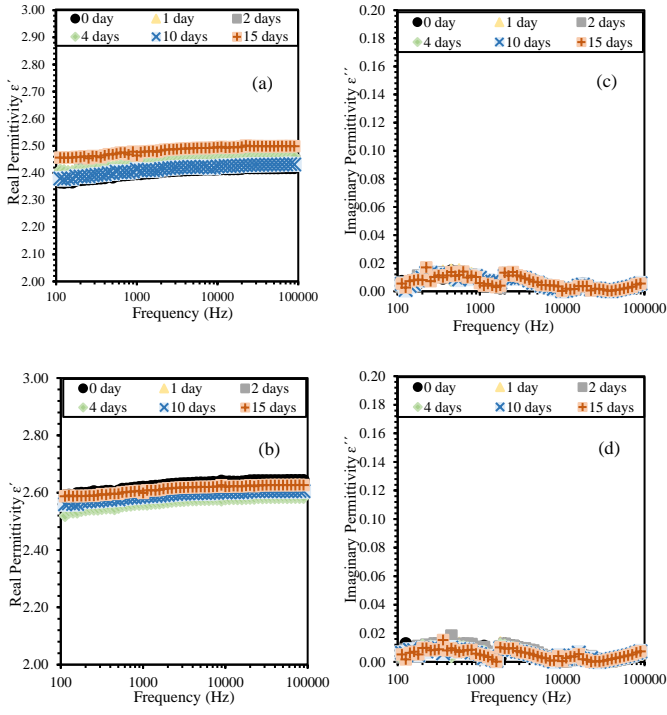 3.00
2.90
2.80
2.70
2.60
2.50
2.40
2.30
2.20
2.10
2.00
Real Permittivity ε´
0 day 1 day 2 days
4 days 10 days 15 days
(a)
100 1000 10000 100000
Frequency (Hz)
0.20
0.18
0.16
0.14
0.12
0.10
0.08
0.06
0.04
0.02
0.00
Imaginary Permittivity ε´´
0 day 1 day 2 days
4 days 10 days 15 days
(c)
100 1000 10000 100000
Frequency (Hz)
3.00
2.80
2.60
2.40
2.20
2.00
Real Permittivity ε´
0 day 1 day 2 days
4 days 10 days 15 days
(b)
100 1000 10000 100000
Frequency (Hz)
0.20
0.18
0.16
0.14
0.12
0.10
0.08
0.06
0.04
0.02
0.00
Imaginary Permittivity ε´´
0 day 1 day 2 days
4 days 10 days 15 days
(d)
100 1000 10000 100000
Frequency (Hz)